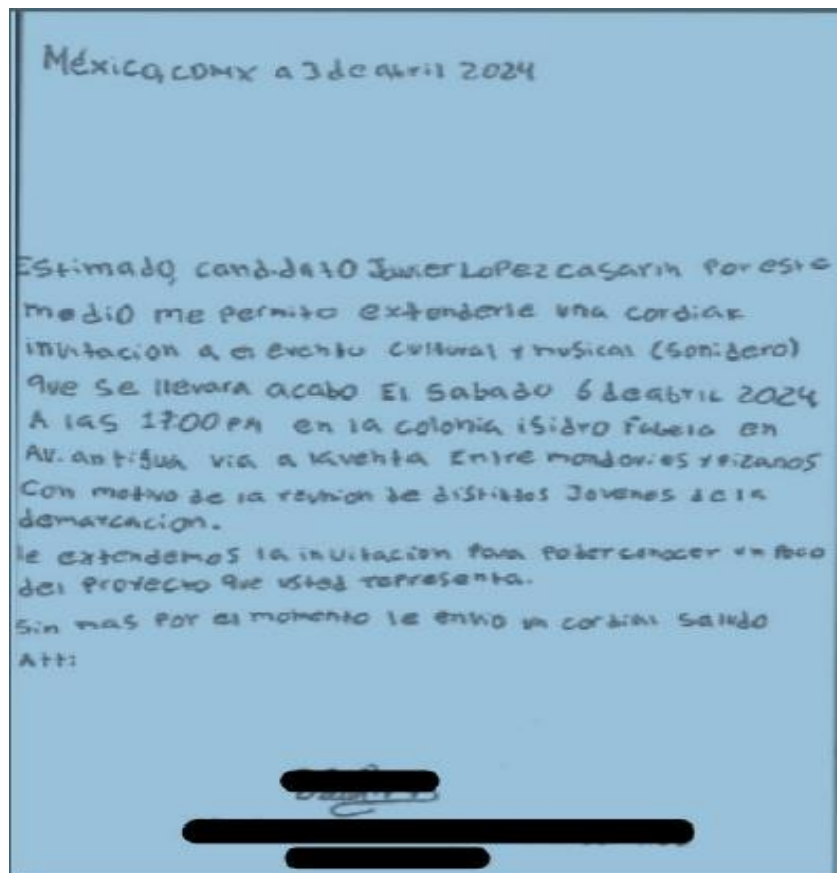 México, CDMX a 3 de abril 2024
Estimado, candidato Javier Lopez casarin Por este
medio me permito extenderle una cordial
invitacion a el evento cultural y musical (sonidero)
que se llevara acabo El sabado 6 de abril 2024
A las 17:00 PM en la colonia isidro fabela en
Av. antigua via a la venta Entre y
Con motivo de la reunion de distintos Jovenes de la
demarcacion.
le extendemos la invitacion Para Poder conocer un Poco
del Proyecto que usted representa.
Sin mas Por el momento le envio un cordial saludo
Att: